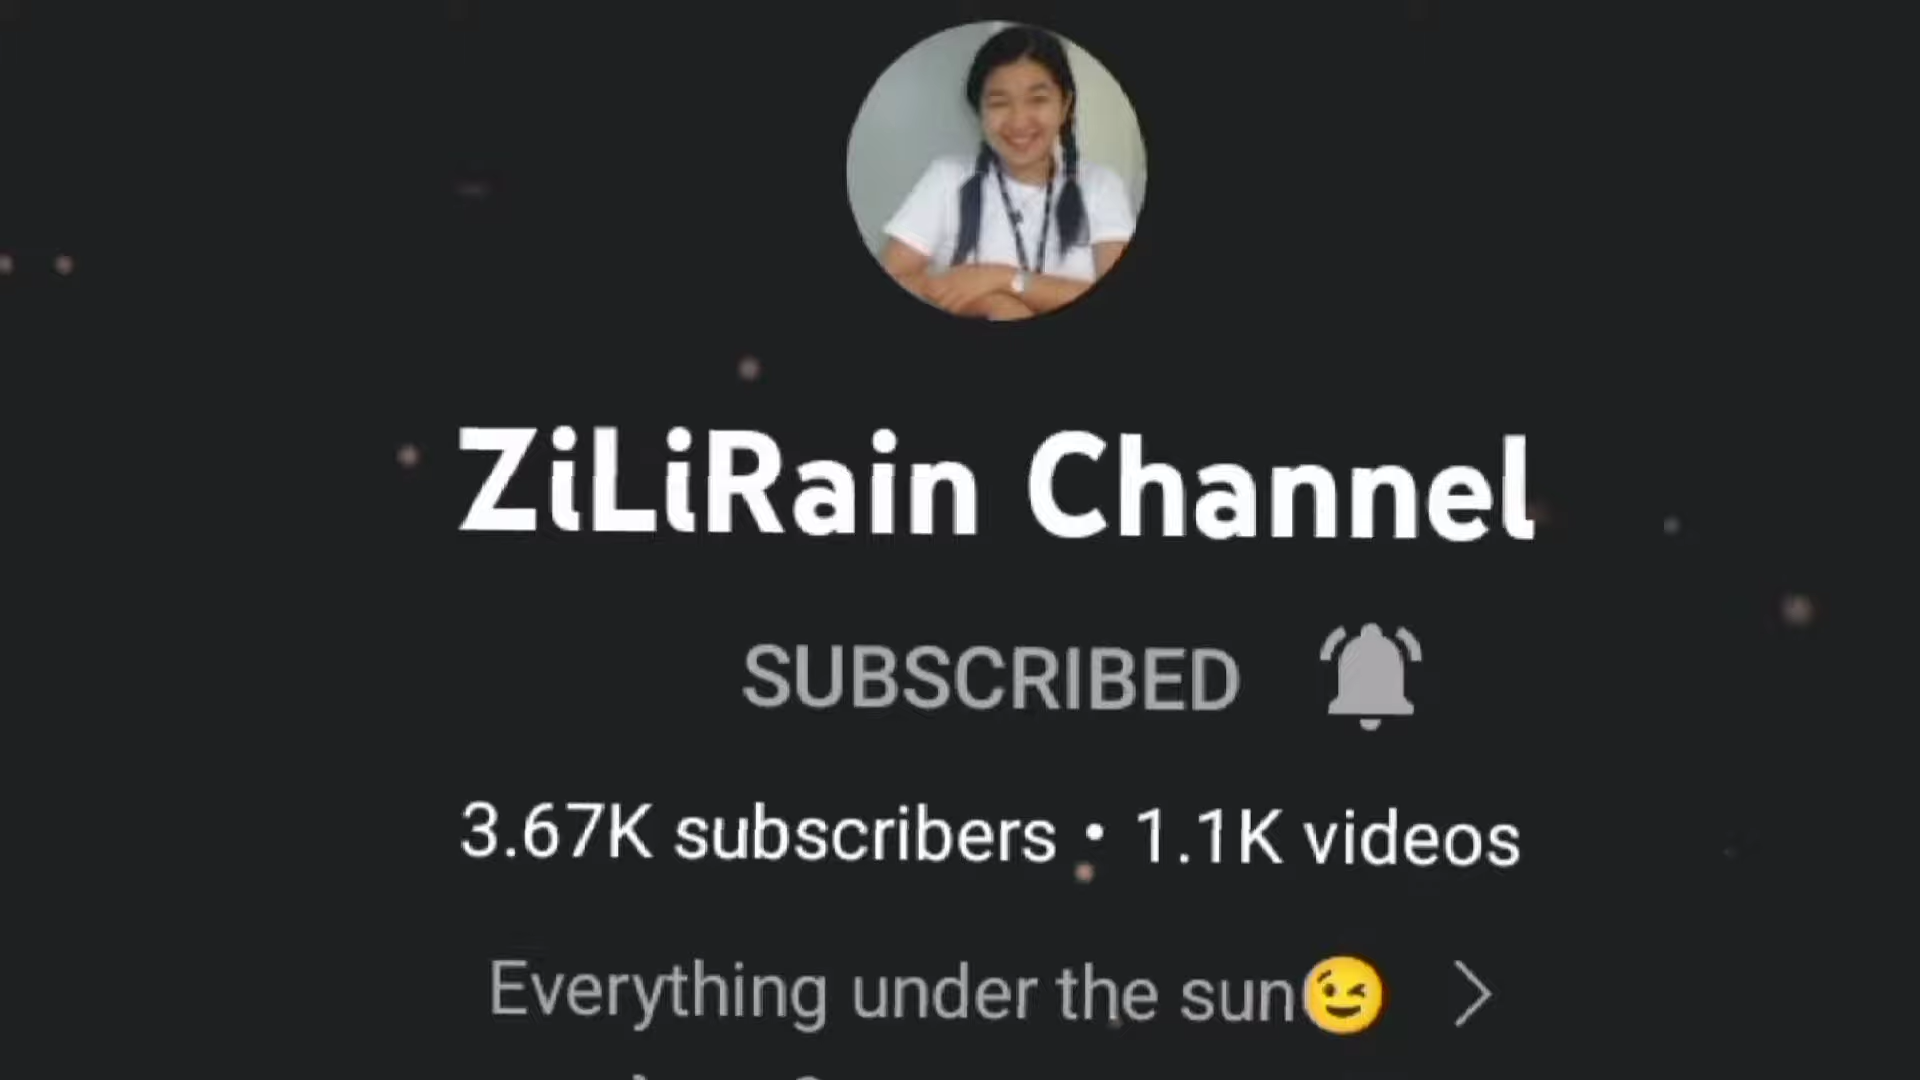 ZiLiRain Channel
SUBSCRIBED
3.67K subscribers • 1.1K videos
Everything under the sun😉